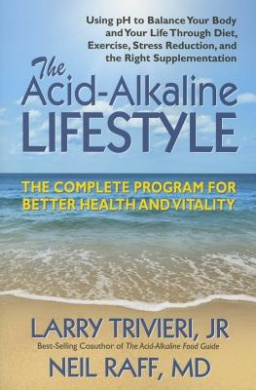 Using pH to Balance Your Body
and Your Life Through Diet,
Exercise, Stress Reduction, and
the Right Supplementation
The
Acid-Alkaline
LIFESTYLE
THE COMPLETE PROGRAM FOR
BETTER HEALTH AND VITALITY
LARRY TRIVIERI, JR
Best-Selling Coauthor of The Acid-Alkaline Food Guide
NEIL RAFF, MD